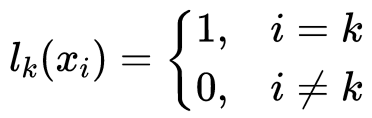 l_k(x_i) = { 1, i = k
0, i ≠ k